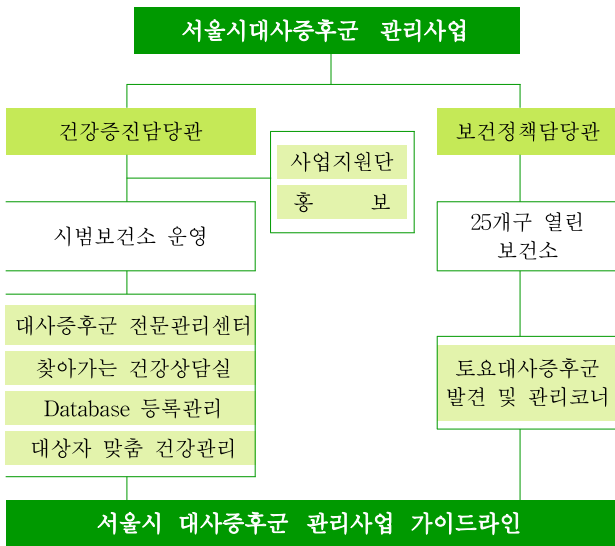 서울시대사증후군 관리사업
건강증진담당관
보건정책담당관
사업지원단
홍 보
시범보건소 운영
25개구 열린
보건소
대사증후군 전문관리센터
찾아가는 건강상담실
Database 등록관리
대상자 맞춤 건강관리
토요대사증후군
발견 및 관리코너
서울시 대사증후군 관리사업 가이드라인